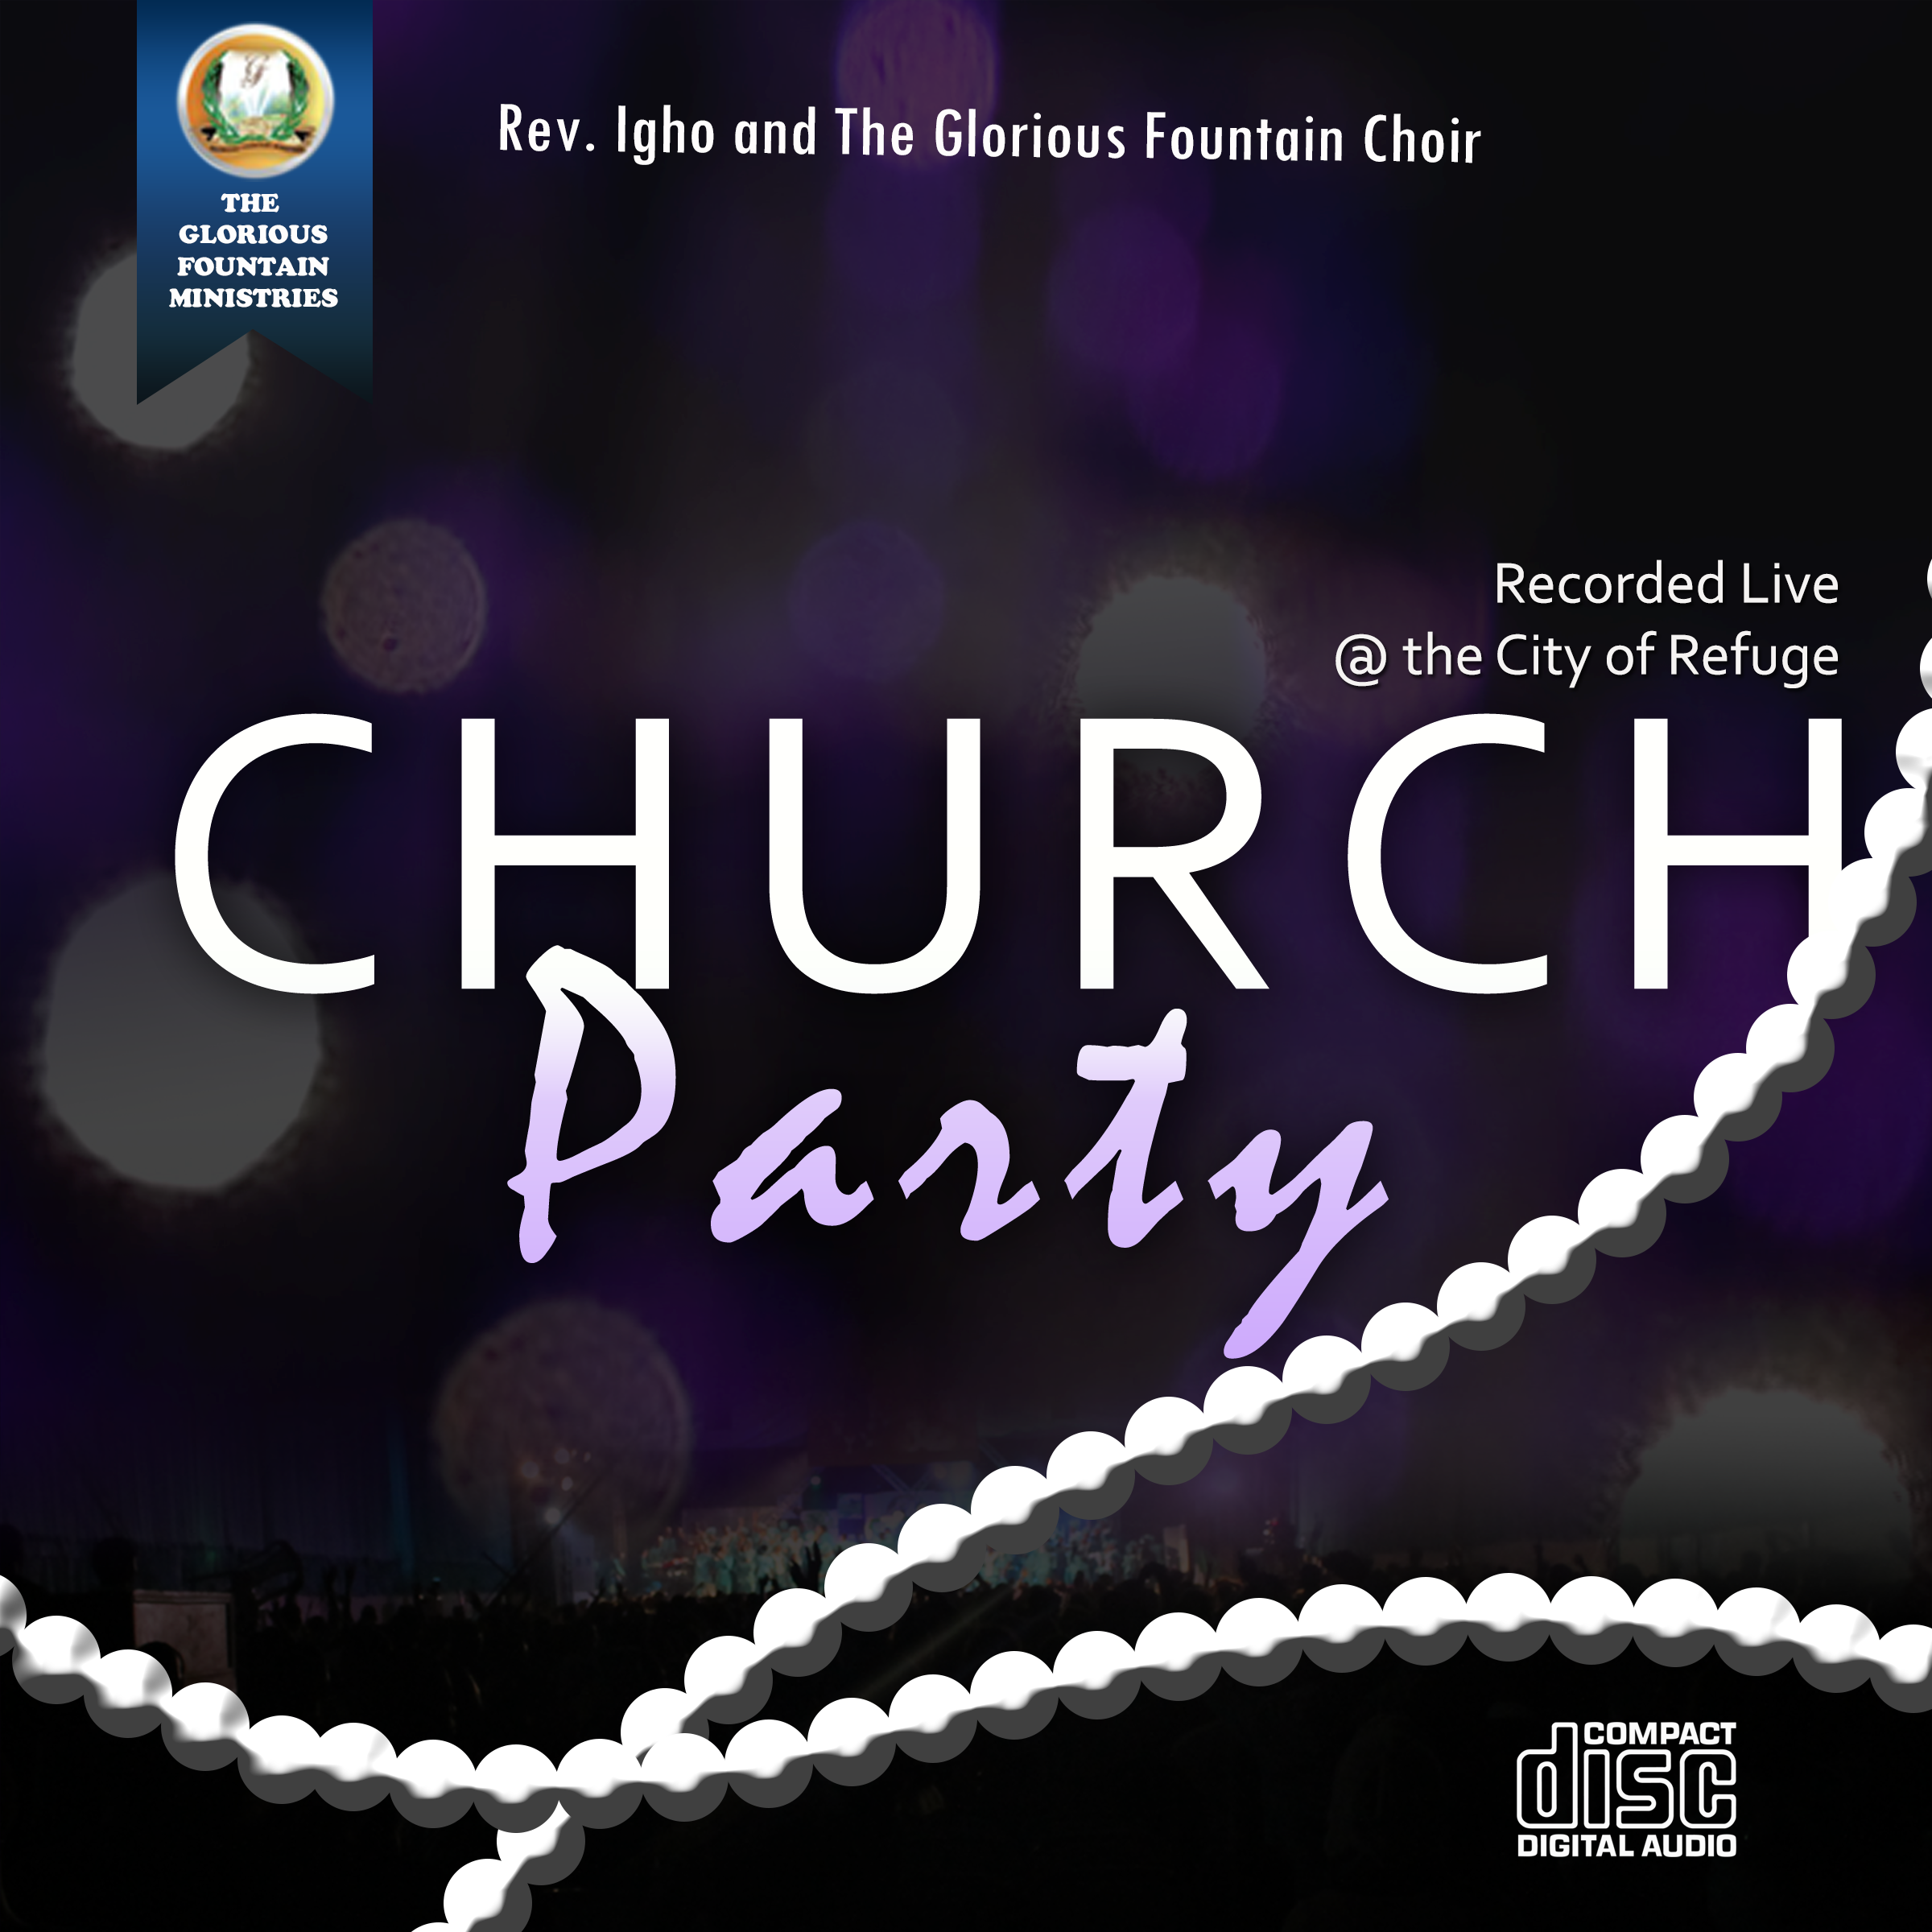 THE
GLORIOUS
FOUNTAIN
MINISTRIES
Rev. Igho and The Glorious Fountain Choir
Recorded Live
@ the City of Refuge
CHURCH
Party
COMPACT
disc
DIGITAL AUDIO